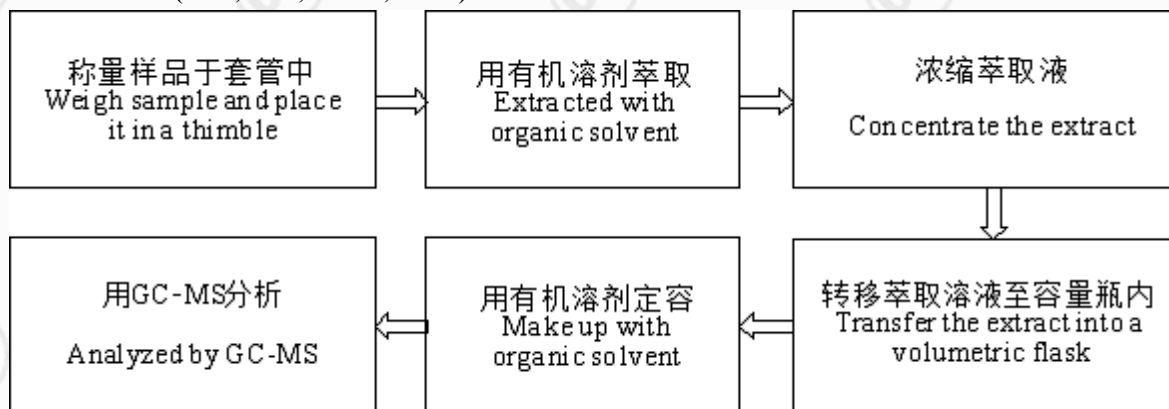 称量样品于套管中
Weigh sample and place
it in a thimble
用有机溶剂萃取
Extracted with
organic solvent
浓缩萃取液
Concentrate the extract
转移萃取溶液至容量瓶内
Transfer the extract into a
volumetric flask
用有机溶剂定容
Make up with
organic solvent
用GC-MS分析
Analyzed by GC-MS